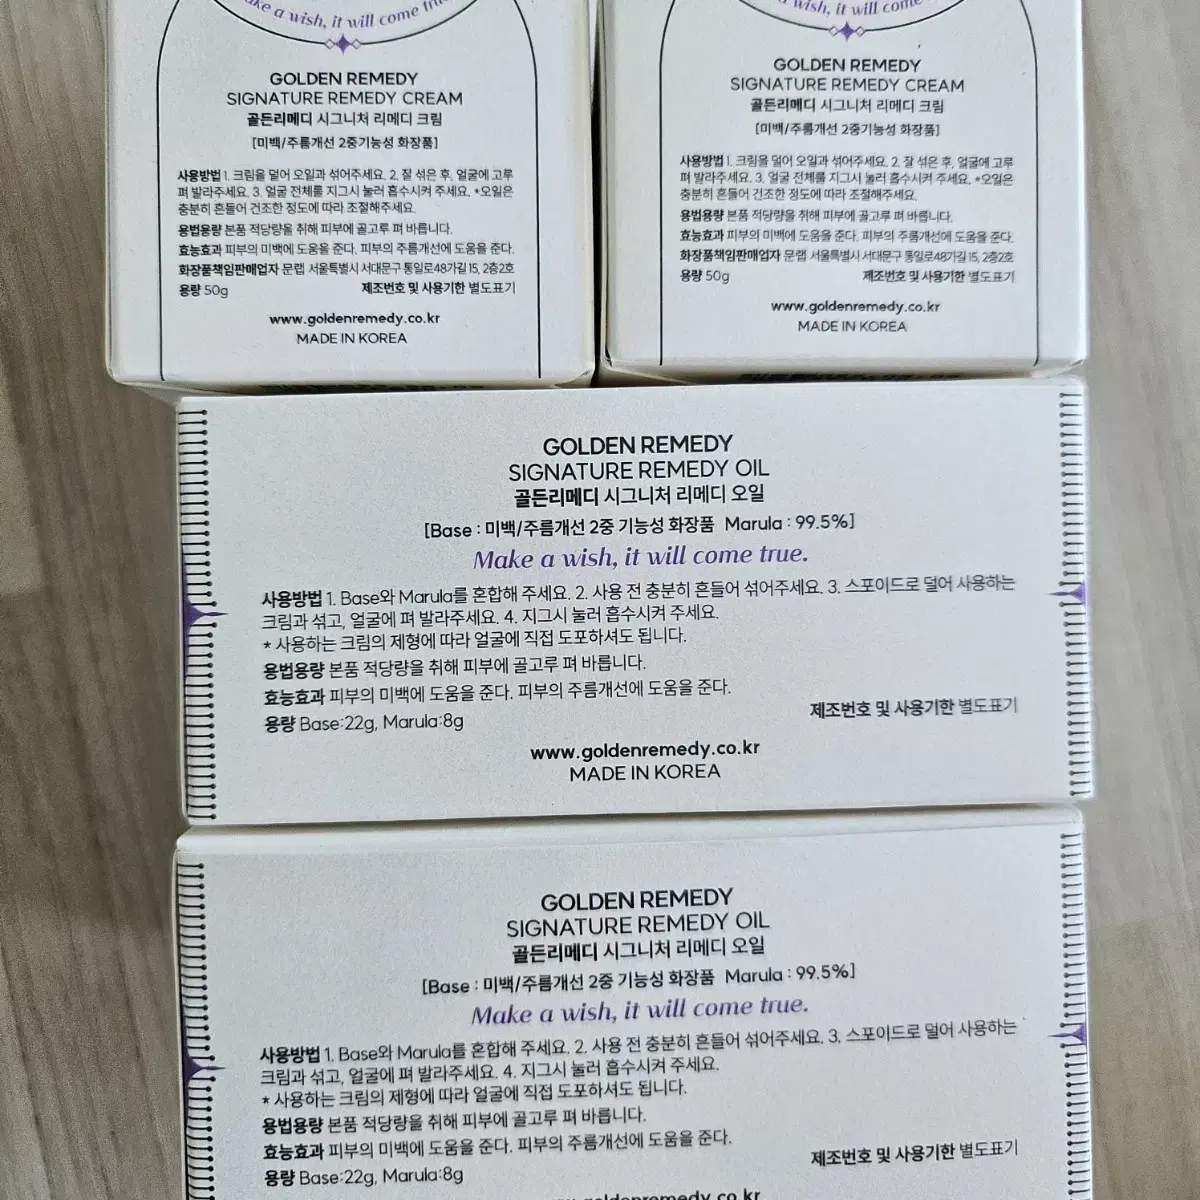 ke a wish, it will come true.
GOLDEN REMEDY
SIGNATURE REMEDY CREAM
골든리메디 시그니처 리메디 크림
[미백/주름개선 2중기능성 화장품]
사용방법 1. 크림을 덜어 오일과 섞어주세요. 2. 잘 섞은 후, 얼굴에 고루
펴 발라주세요. 3. 얼굴 전체를 지그시 눌러 흡수시켜 주세요. *오일은
충분히 흔들어 건조한 정도에 따라 조절해주세요.
용법용량 본품 적당량을 취해 피부에 골고루 펴 바릅니다.
효능효과 피부의 미백에 도움을 준다. 피부의 주름개선에 도움을 준다.
화장품책임판매업자 문랩 서울특별시 서대문구 통일로48가길 15, 2층2호
용량 50g 제조번호 및 사용기한 별도표기
www.goldenremedy.co.kr
MADE IN KOREA
a wish, it will come
GOLDEN REMEDY
SIGNATURE REMEDY CREAM
골든리메디 시그니처 리메디 크림
[미백/주름개선 2중기능성 화장품]
사용방법 1. 크림을 덜어 오일과 섞어주세요. 2. 잘 섞은 후, 얼굴에 고루
펴 발라주세요. 3. 얼굴 전체를 지그시 눌러 흡수시켜 주세요. *오일은
충분히 흔들어 건조한 정도에 따라 조절해주세요.
용법용량 본품 적당량을 취해 피부에 골고루 펴 바릅니다.
효능효과 피부의 미백에 도움을 준다. 피부의 주름개선에 도움을 준다.
화장품책임판매업자 문랩 서울특별시 서대문구 통일로48가길 15, 2층2호
용량 50g 제조번호 및 사용기한 별도표기
www.goldenremedy.co.kr
MADE IN KOREA
GOLDEN REMEDY
SIGNATURE REMEDY OIL
골든리메디 시그니처 리메디 오일
[Base : 미백/주름개선 2중 기능성 화장품 Marula : 99.5%]
Make a wish, it will come true.
사용방법 1. Base와 Marula를 혼합해 주세요. 2. 사용 전 충분히 흔들어 섞어주세요. 3. 스포이드로 덜어 사용하는
크림과 섞고, 얼굴에 펴 발라주세요. 4. 지그시 눌러 흡수시켜 주세요.
* 사용하는 크림의 제형에 따라 얼굴에 직접 도포하셔도 됩니다.
용법용량 본품 적당량을 취해 피부에 골고루 펴 바릅니다.
효능효과 피부의 미백에 도움을 준다. 피부의 주름개선에 도움을 준다.
용량 Base:22g, Marula:8g 제조번호 및 사용기한 별도표기
www.goldenremedy.co.kr
MADE IN KOREA
GOLDEN REMEDY
SIGNATURE REMEDY OIL
골든리메디 시그니처 리메디 오일
[Base : 미백/주름개선 2중 기능성 화장품 Marula : 99.5%]
Make a wish, it will come true.
사용방법 1. Base와 Marula를 혼합해 주세요. 2. 사용 전 충분히 흔들어 섞어주세요. 3. 스포이드로 덜어 사용하는
크림과 섞고, 얼굴에 펴 발라주세요. 4. 지그시 눌러 흡수시켜 주세요.
* 사용하는 크림의 제형에 따라 얼굴에 직접 도포하셔도 됩니다.
용법용량 본품 적당량을 취해 피부에 골고루 펴 바릅니다.
효능효과 피부의 미백에 도움을 준다. 피부의 주름개선에 도움을 준다.
용량 Base:22g, Marula:8g 제조번호 및 사용기한 별도표기
www.goldenremedy.co.kr